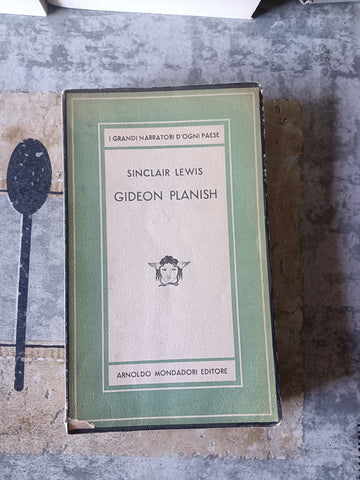 I GRANDI NARRATORI D'OGNI PAESE
SINCLAIR LEWIS
GIDEON PLANISH
ARNOLDO MONDADORI EDITORE